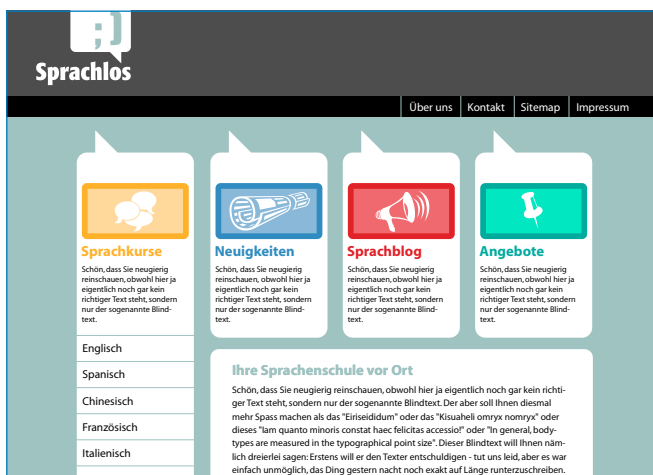 ;)
Sprachlos
Über uns
Kontakt
Sitemap
Impressum
Sprachkurse
Schön, dass Sie neugierig
reinschauen, obwohl hier ja
eigentlich noch gar kein
richtiger Text steht, sondern
nur der sogenannte Blind-
text.
Neuigkeiten
Schön, dass Sie neugierig
reinschauen, obwohl hier ja
eigentlich noch gar kein
richtiger Text steht, sondern
nur der sogenannte Blind-
text.
Sprachblog
Schön, dass Sie neugierig
reinschauen, obwohl hier ja
eigentlich noch gar kein
richtiger Text steht, sondern
nur der sogenannte Blind-
text.
Angebote
Schön, dass Sie neugierig
reinschauen, obwohl hier ja
eigentlich noch gar kein
richtiger Text steht, sondern
nur der sogenannte Blind-
text.
Englisch
Spanisch
Chinesisch
Französisch
Italienisch
Ihre Sprachenschule vor Ort
Schön, dass Sie neugierig reinschauen, obwohl hier ja eigentlich noch gar kein richti-
ger Text steht, sondern nur der sogenannte Blindtext. Der aber soll Ihnen diesmal
mehr Spass machen als das "Eiriseididum" oder das "Kisuaheli omryx nomryx" oder
dieses "Iam quanto minoris constat haec felicitas accessio!" oder "In general, body-
types are measured in the typographical point size". Dieser Blindtext will Ihnen näm-
lich dreierlei sagen: Erstens will er den Texter entschuldigen - tut uns leid, aber es war
einfach unmöglich, das Ding gestern nacht noch exakt auf Länge runterzuschreiben.